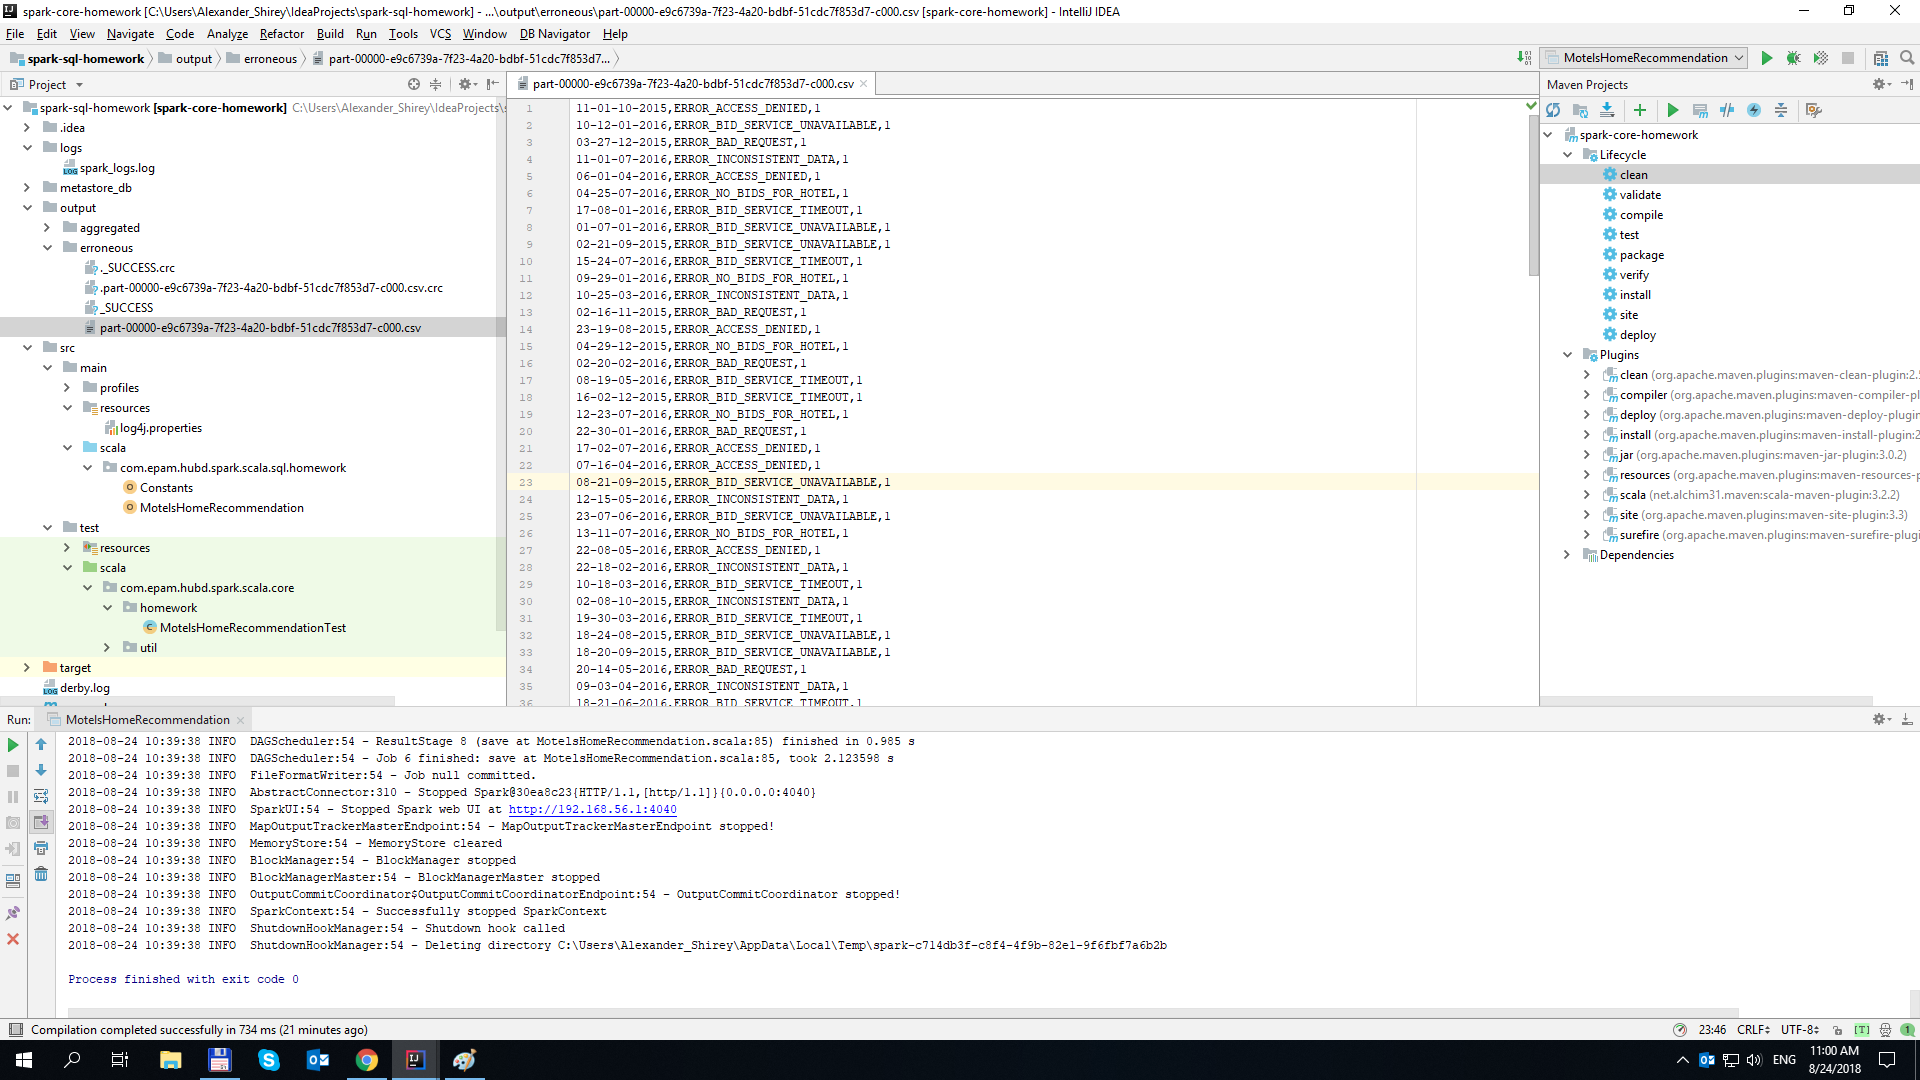 spark-core-homework [C:\Users\Alexander_Shirey\IdeaProjects\spark-sql-homework] - ...\output\erroneous\part-00000-e9c6739a-7f23-4a20-bdbf-51cdc7f853d7-c000.csv [spark-core-homework] - IntelliJ IDEA
File Edit View Navigate Code Analyze Refactor Build Run Tools VCS Window DB Navigator Help
spark-sql-homework output erroneous part-00000-e9c6739a-7f23-4a20-bdbf-51cdc7f853d7... MotelsHomeRecommendation
Project
spark-sql-homework [spark-core-homework] C:\Users\Alexander_Shirey\IdeaProjects\s
.idea
logs
spark_logs.log
metastore_db
output
aggregated
erroneous
._SUCCESS.crc
.part-00000-e9c6739a-7f23-4a20-bdbf-51cdc7f853d7-c000.csv.crc
_SUCCESS
part-00000-e9c6739a-7f23-4a20-bdbf-51cdc7f853d7-c000.csv
src
main
profiles
resources
log4j.properties
scala
com.epam.hubd.spark.scala.sql.homework
Constants
MotelsHomeRecommendation
test
resources
scala
com.epam.hubd.spark.scala.core
homework
MotelsHomeRecommendationTest
util
target
derby.log
part-00000-e9c6739a-7f23-4a20-bdbf-51cdc7f853d7-c000.csv
1 11-01-10-2015,ERROR_ACCESS_DENIED,1
2 10-12-01-2016,ERROR_BID_SERVICE_UNAVAILABLE,1
3 03-27-12-2015,ERROR_BAD_REQUEST,1
4 11-01-07-2016,ERROR_INCONSISTENT_DATA,1
5 06-01-04-2016,ERROR_ACCESS_DENIED,1
6 04-25-07-2016,ERROR_NO_BIDS_FOR_HOTEL,1
7 17-08-01-2016,ERROR_BID_SERVICE_TIMEOUT,1
8 01-07-01-2016,ERROR_BID_SERVICE_UNAVAILABLE,1
9 02-21-09-2015,ERROR_BID_SERVICE_UNAVAILABLE,1
10 15-24-07-2016,ERROR_BID_SERVICE_TIMEOUT,1
11 09-29-01-2016,ERROR_NO_BIDS_FOR_HOTEL,1
12 10-25-03-2016,ERROR_INCONSISTENT_DATA,1
13 02-16-11-2015,ERROR_BAD_REQUEST,1
14 23-19-08-2015,ERROR_ACCESS_DENIED,1
15 04-29-12-2015,ERROR_NO_BIDS_FOR_HOTEL,1
16 02-20-02-2016,ERROR_BAD_REQUEST,1
17 08-19-05-2016,ERROR_BID_SERVICE_TIMEOUT,1
18 16-02-12-2015,ERROR_BID_SERVICE_TIMEOUT,1
19 12-23-07-2016,ERROR_NO_BIDS_FOR_HOTEL,1
20 22-30-01-2016,ERROR_BAD_REQUEST,1
21 17-02-07-2016,ERROR_ACCESS_DENIED,1
22 07-16-04-2016,ERROR_ACCESS_DENIED,1
23 08-21-09-2015,ERROR_BID_SERVICE_UNAVAILABLE,1
24 12-15-05-2016,ERROR_INCONSISTENT_DATA,1
25 23-07-06-2016,ERROR_BID_SERVICE_UNAVAILABLE,1
26 13-11-07-2016,ERROR_NO_BIDS_FOR_HOTEL,1
27 22-08-05-2016,ERROR_ACCESS_DENIED,1
28 22-18-02-2016,ERROR_INCONSISTENT_DATA,1
29 10-18-03-2016,ERROR_BID_SERVICE_TIMEOUT,1
30 02-08-10-2015,ERROR_INCONSISTENT_DATA,1
31 19-30-03-2016,ERROR_BID_SERVICE_TIMEOUT,1
32 18-24-08-2015,ERROR_BID_SERVICE_UNAVAILABLE,1
33 18-20-09-2015,ERROR_BID_SERVICE_UNAVAILABLE,1
34 20-14-05-2016,ERROR_BAD_REQUEST,1
35 09-03-04-2016,ERROR_INCONSISTENT_DATA,1
36 18-21-06-2016,ERROR_BID_SERVICE_TIMEOUT,1
Maven Projects
spark-core-homework
Lifecycle
clean
validate
compile
test
package
verify
install
site
deploy
Plugins
clean (org.apache.maven.plugins:maven-clean-plugin:2.5
compiler (org.apache.maven.plugins:maven-compiler-pl
deploy (org.apache.maven.plugins:maven-deploy-plugin
install (org.apache.maven.plugins:maven-install-plugin:2
jar (org.apache.maven.plugins:maven-jar-plugin:3.0.2)
resources (org.apache.maven.plugins:maven-resources-p
scala (net.alchim31.maven:scala-maven-plugin:3.2.2)
site (org.apache.maven.plugins:maven-site-plugin:3.3)
surefire (org.apache.maven.plugins:maven-surefire-plugi
Dependencies
Run: MotelsHomeRecommendation
2018-08-24 10:39:38 INFO DAGScheduler:54 - ResultStage 8 (save at MotelsHomeRecommendation.scala:85) finished in 0.985 s
2018-08-24 10:39:38 INFO DAGScheduler:54 - Job 6 finished: save at MotelsHomeRecommendation.scala:85, took 2.123598 s
2018-08-24 10:39:38 INFO FileFormatWriter:54 - Job null committed.
2018-08-24 10:39:38 INFO AbstractConnector:310 - Stopped Spark@30ea8c23{HTTP/1.1,[http/1.1]}{0.0.0.0:4040}
2018-08-24 10:39:38 INFO SparkUI:54 - Stopped Spark web UI at http://192.168.56.1:4040
2018-08-24 10:39:38 INFO MapOutputTrackerMasterEndpoint:54 - MapOutputTrackerMasterEndpoint stopped!
2018-08-24 10:39:38 INFO MemoryStore:54 - MemoryStore cleared
2018-08-24 10:39:38 INFO BlockManager:54 - BlockManager stopped
2018-08-24 10:39:38 INFO BlockManagerMaster:54 - BlockManagerMaster stopped
2018-08-24 10:39:38 INFO OutputCommitCoordinator$OutputCommitCoordinatorEndpoint:54 - OutputCommitCoordinator stopped!
2018-08-24 10:39:38 INFO SparkContext:54 - Successfully stopped SparkContext
2018-08-24 10:39:38 INFO ShutdownHookManager:54 - Shutdown hook called
2018-08-24 10:39:38 INFO ShutdownHookManager:54 - Deleting directory C:\Users\Alexander_Shirey\AppData\Local\Temp\spark-c714db3f-c8f4-4f9b-82e1-9f6fbf7a6b2b
Process finished with exit code 0
Compilation completed successfully in 734 ms (21 minutes ago) 23:46 CRLF UTF-8 [T] 1
ENG 11:00 AM
8/24/2018